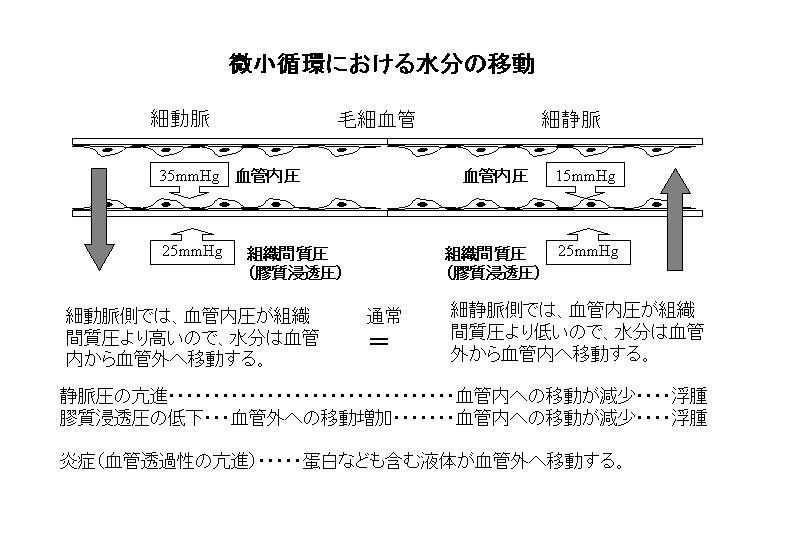 微小循環における水分の移動
細動脈 毛細血管 細静脈
35mmHg 血管内圧 血管内圧 15mmHg
25mmHg 組織間質圧 組織間質圧 25mmHg
（膠質浸透圧） （膠質浸透圧）
細動脈側では、血管内圧が組織
間質圧より高いので、水分は血管
内から血管外へ移動する。
通常
＝
細静脈側では、血管内圧が組織
間質圧より低いので、水分は血管
外から血管内へ移動する。
静脈圧の亢進・・・・・・・・・・・・・・・・・・・・・・・・・・・・・・・・血管内への移動が減少・・・・浮腫
膠質浸透圧の低下・・・血管外への移動増加・・・・・・・血管内への移動が減少・・・・浮腫
炎症（血管透過性の亢進）・・・・・蛋白なども含む液体が血管外へ移動する。